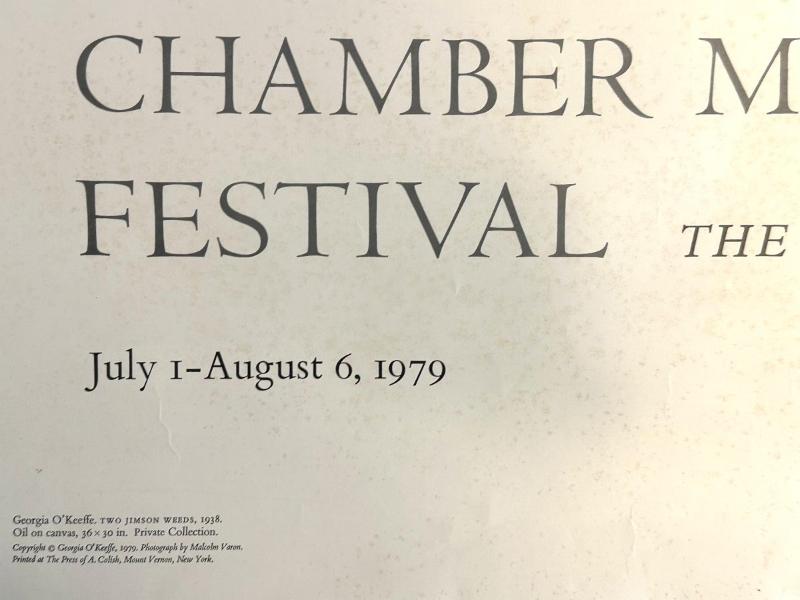 CHAMBER M
FESTIVAL THE
July 1–August 6, 1979
Georgia O'Keeffe. TWO JIMSON WEEDS, 1938.
Oil on canvas, 36 × 30 in. Private Collection.
Copyright © Georgia O'Keeffe, 1979. Photograph by Malcolm Varon.
Printed at The Press of A. Colish, Mount Vernon, New York.